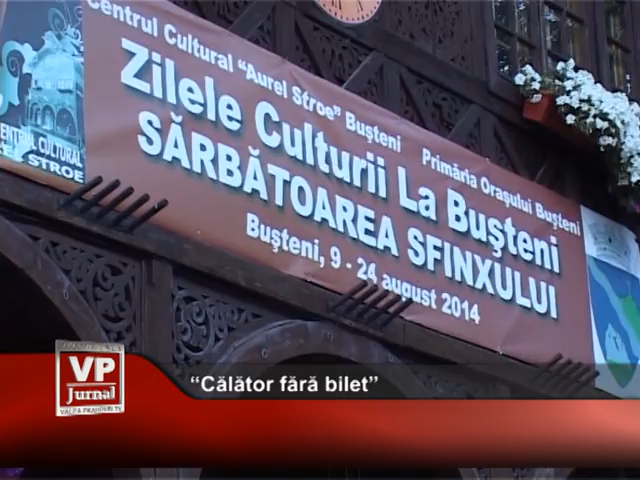 Centrul Cultural “Aurel Stroe” Bușteni
Primăria Orașului Bușteni
Zilele Culturii La Bușteni
SĂRBĂTOAREA SFINXULUI
Bușteni, 9 - 24 august 2014
CENTRUL CULTURAL
STROE
VP
Jurnal
VALEA PRAHOVEI TV
“Călător fără bilet”